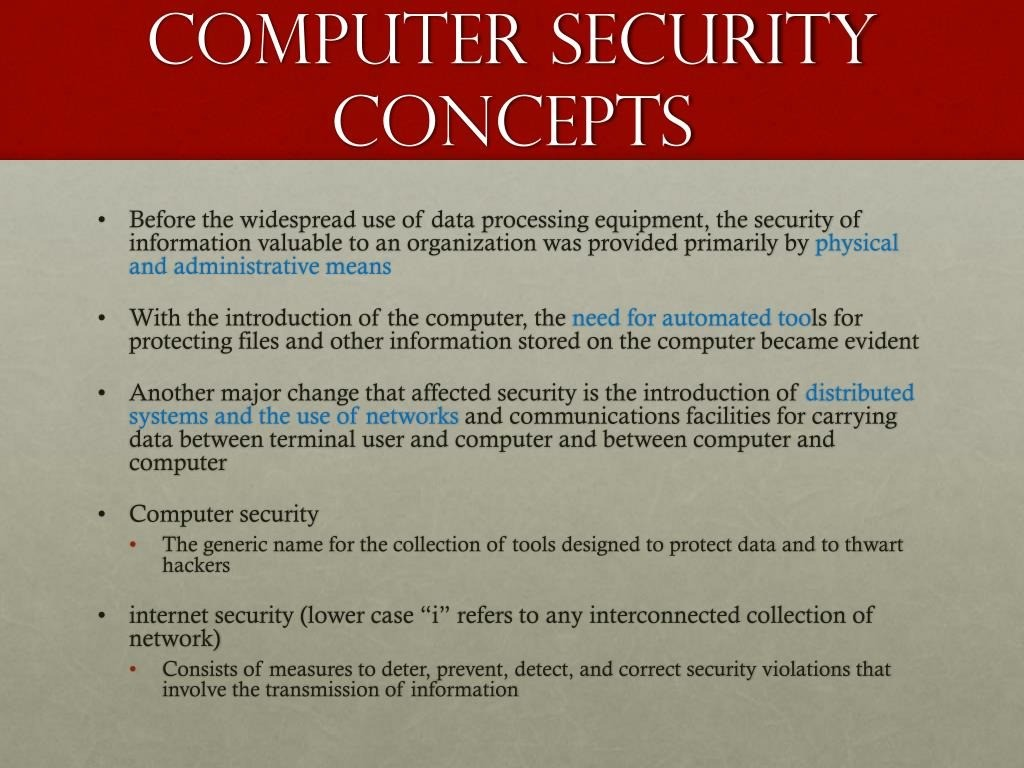 COMPUTER SECURITY
CONCEPTS
• Before the widespread use of data processing equipment, the security of
information valuable to an organization was provided primarily by physical
and administrative means
• With the introduction of the computer, the need for automated tools for
protecting files and other information stored on the computer became evident
• Another major change that affected security is the introduction of distributed
systems and the use of networks and communications facilities for carrying
data between terminal user and computer and between computer and
computer
• Computer security
• The generic name for the collection of tools designed to protect data and to thwart
hackers
• internet security (lower case “i” refers to any interconnected collection of
network)
• Consists of measures to deter, prevent, detect, and correct security violations that
involve the transmission of information